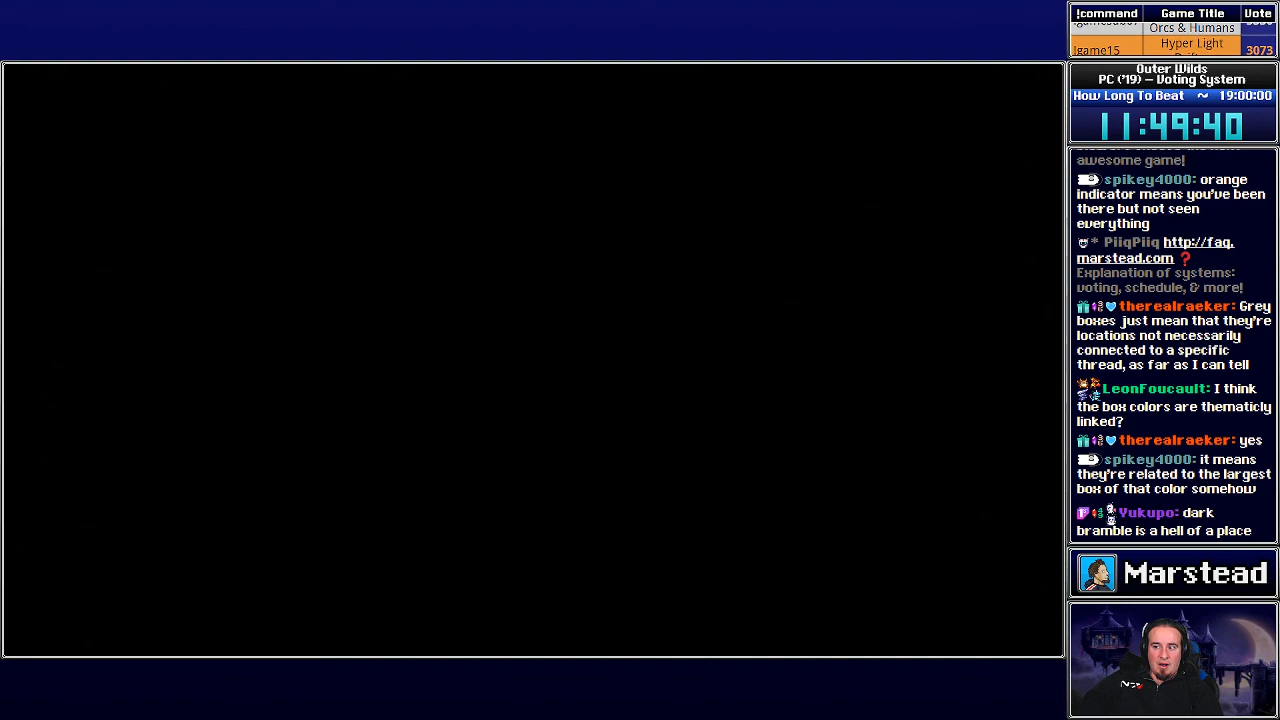 !command Game Title Vote
Orcs & Humans
!game15 Hyper Light 3073
Outer Wilds
PC ('19) – Voting System
How Long To Beat ~ 19:00:00
11:49:40
awesome game!
spikey4000: orange
indicator means you've been
there but not seen
everything
PiiqPiiq http://faq.
marstead.com ❓
Explanation of systems:
voting, schedule, & more!
therealraeker: Grey
boxes just mean that they're
locations not necessarily
connected to a specific
thread, as far as I can tell
LeonFoucault: I think
the box colors are thematicly
linked?
therealraeker: yes
spikey4000: it means
they're related to the largest
box of that color somehow
Yukupo: dark
bramble is a hell of a place
Marstead